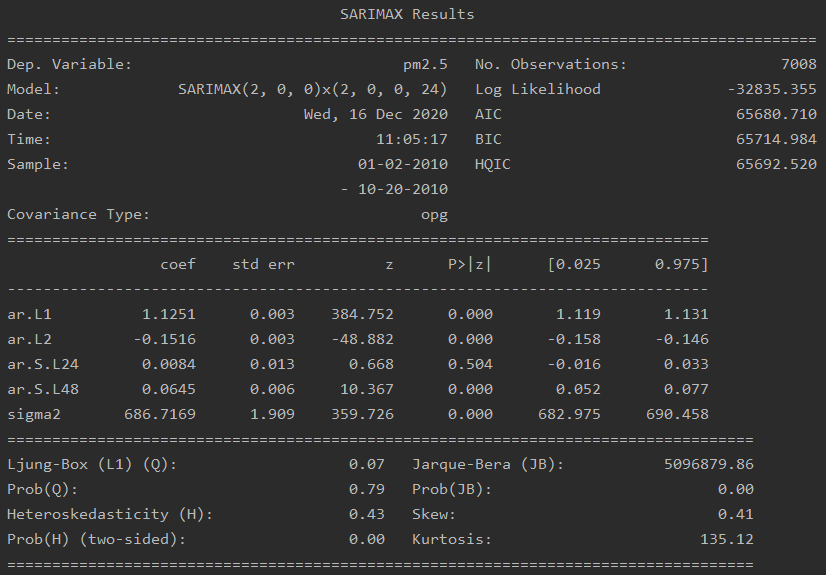 SARIMAX Results
==========================================================================================
Dep. Variable: pm2.5 No. Observations: 7008
Model: SARIMAX(2, 0, 0)x(2, 0, 0, 24) Log Likelihood -32835.355
Date: Wed, 16 Dec 2020 AIC 65680.710
Time: 11:05:17 BIC 65714.984
Sample: 01-02-2010 HQIC 65692.520
- 10-20-2010
Covariance Type: opg
==============================================================================
coef std err z P>|z| [0.025 0.975]
------------------------------------------------------------------------------
ar.L1 1.1251 0.003 384.752 0.000 1.119 1.131
ar.L2 -0.1516 0.003 -48.882 0.000 -0.158 -0.146
ar.S.L24 0.0084 0.013 0.668 0.504 -0.016 0.033
ar.S.L48 0.0645 0.006 10.367 0.000 0.052 0.077
sigma2 686.7169 1.909 359.726 0.000 682.975 690.458
===================================================================================
Ljung-Box (L1) (Q): 0.07 Jarque-Bera (JB): 5096879.86
Prob(Q): 0.79 Prob(JB): 0.00
Heteroskedasticity (H): 0.43 Skew: 0.41
Prob(H) (two-sided): 0.00 Kurtosis: 135.12
===================================================================================